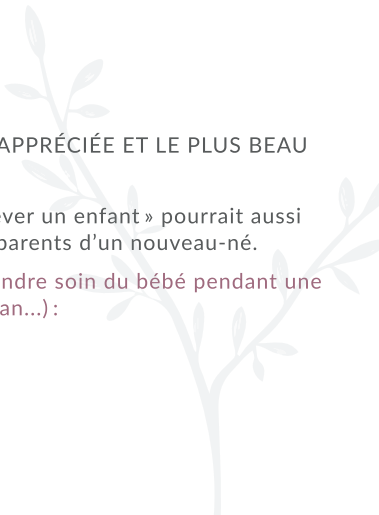 APPRÉCIÉE ET LE PLUS BEAU
ver un enfant » pourrait aussi
parents d’un nouveau-né.
ndre soin du bébé pendant une
an...) :